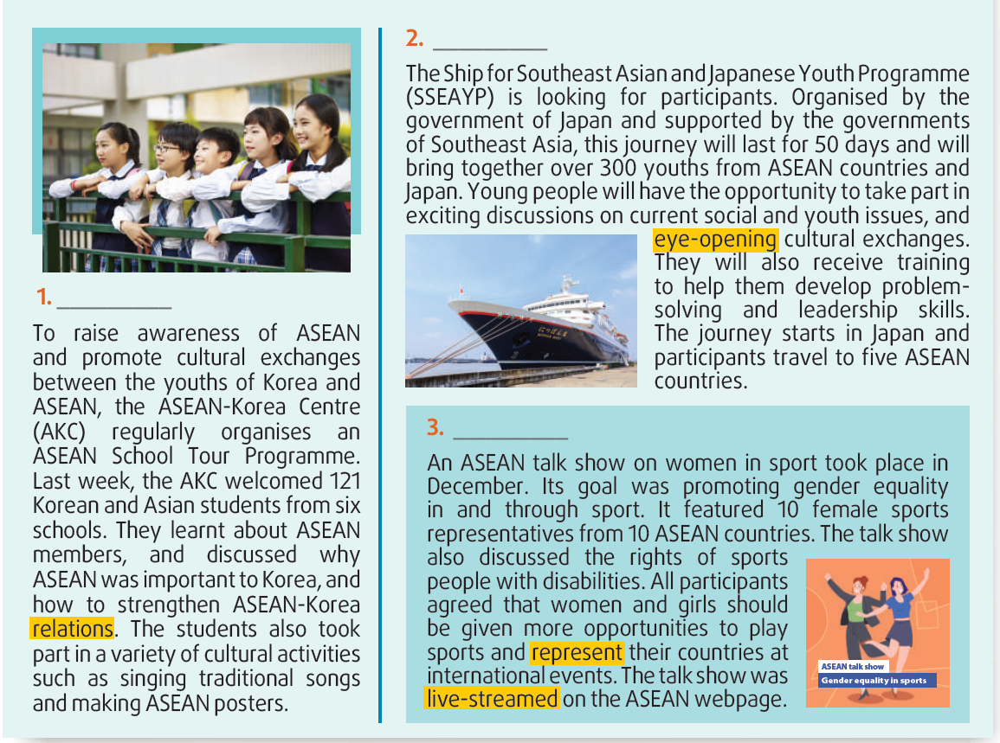 1. __________
To raise awareness of ASEAN
and promote cultural exchanges
between the youths of Korea and
ASEAN, the ASEAN-Korea Centre
(AKC) regularly organises an
ASEAN School Tour Programme.
Last week, the AKC welcomed 121
Korean and Asian students from six
schools. They learnt about ASEAN
members, and discussed why
ASEAN was important to Korea, and
how to strengthen ASEAN-Korea
relations. The students also took
part in a variety of cultural activities
such as singing traditional songs
and making ASEAN posters.
2. __________
The Ship for Southeast Asian and Japanese Youth Programme
(SSEAYP) is looking for participants. Organised by the
government of Japan and supported by the governments
of Southeast Asia, this journey will last for 50 days and will
bring together over 300 youths from ASEAN countries and
Japan. Young people will have the opportunity to take part in
exciting discussions on current social and youth issues, and
eye-opening cultural exchanges.
They will also receive training
to help them develop problem-
solving and leadership skills.
The journey starts in Japan and
participants travel to five ASEAN
countries.
3. __________
An ASEAN talk show on women in sport took place in
December. Its goal was promoting gender equality
in and through sport. It featured 10 female sports
representatives from 10 ASEAN countries. The talk show
also discussed the rights of sports
people with disabilities. All participants
agreed that women and girls should
be given more opportunities to play
sports and represent their countries at
international events. The talk show was
live-streamed on the ASEAN webpage.
ASEAN talk show
Gender equality in sports